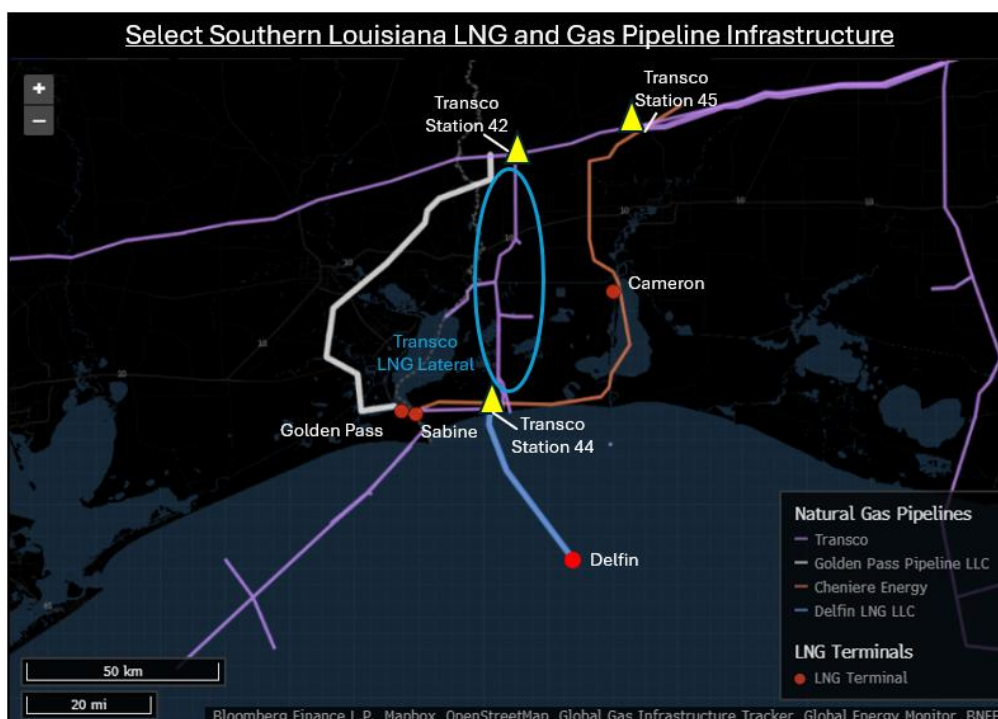 Select Southern Louisiana LNG and Gas Pipeline Infrastructure
+
−
Transco
Station 42
Transco
Station 45
Cameron
Transco
LNG Lateral
Golden Pass
Sabine
Transco
Station 44
Delfin
Natural Gas Pipelines
Transco
Golden Pass Pipeline LLC
Cheniere Energy
Delfin LNG LLC
LNG Terminals
LNG Terminal
50 km
20 mi
Bloomberg Finance L.P., Mapbox, OpenStreetMap, Global Gas Infrastructure Tracker, Global Energy Monitor, BNEF